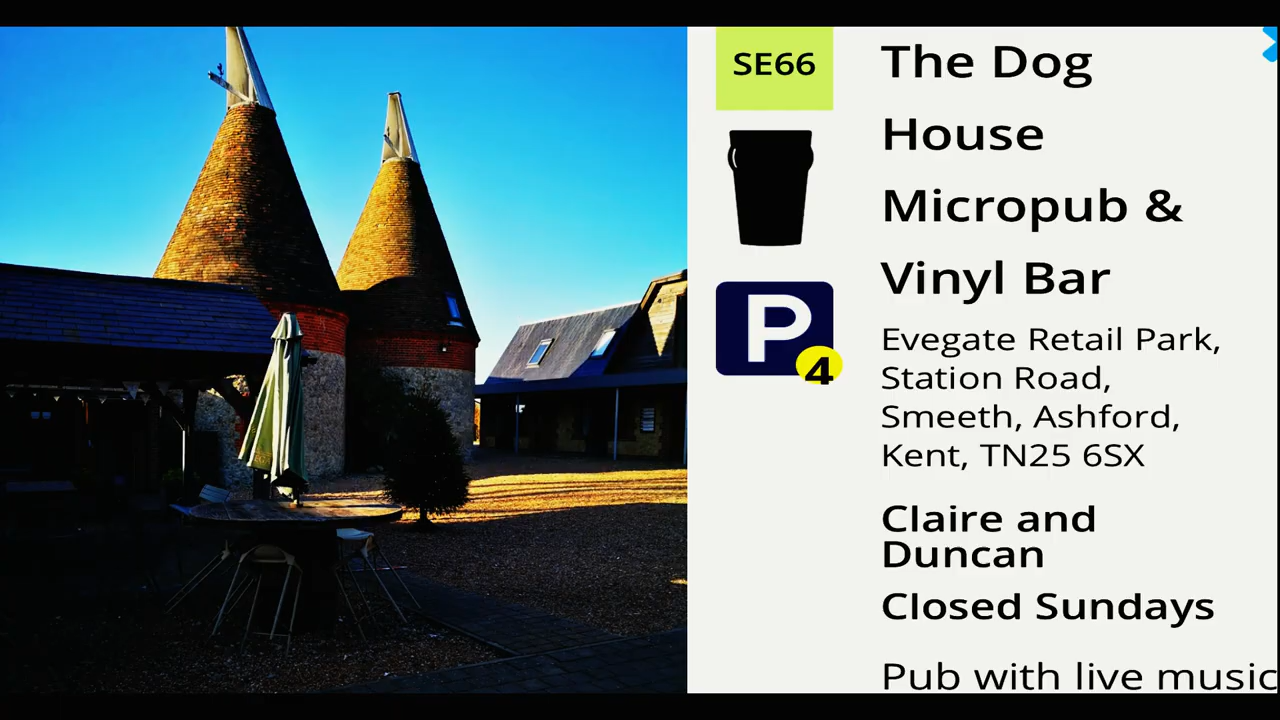 SE66
The Dog
House
Micropub &
Vinyl Bar
P
4
Evegate Retail Park,
Station Road,
Smeeth, Ashford,
Kent, TN25 6SX
Claire and
Duncan
Closed Sundays
Pub with live music